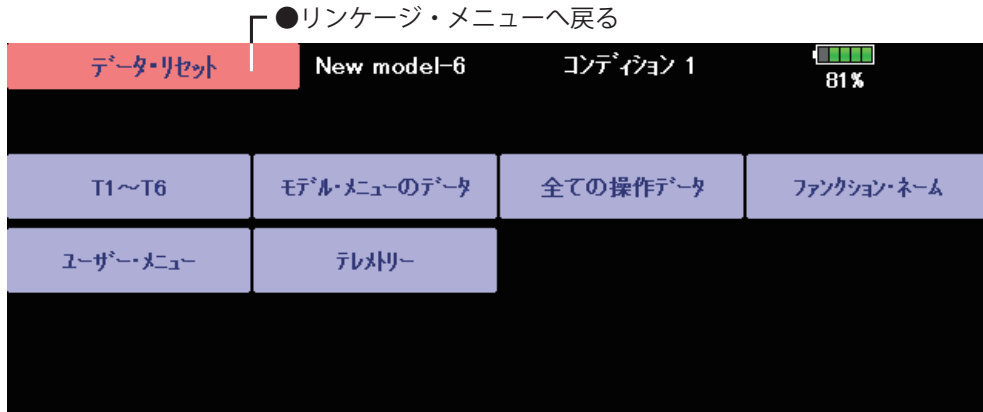 ●リンケージ・メニューへ戻る
データ・リセット New model-6 コンディション 1
81%
T1～T6 モデル・メニューのデータ 全ての操作データ ファンクション・ネーム
ユーザー・メニュー テレメトリー